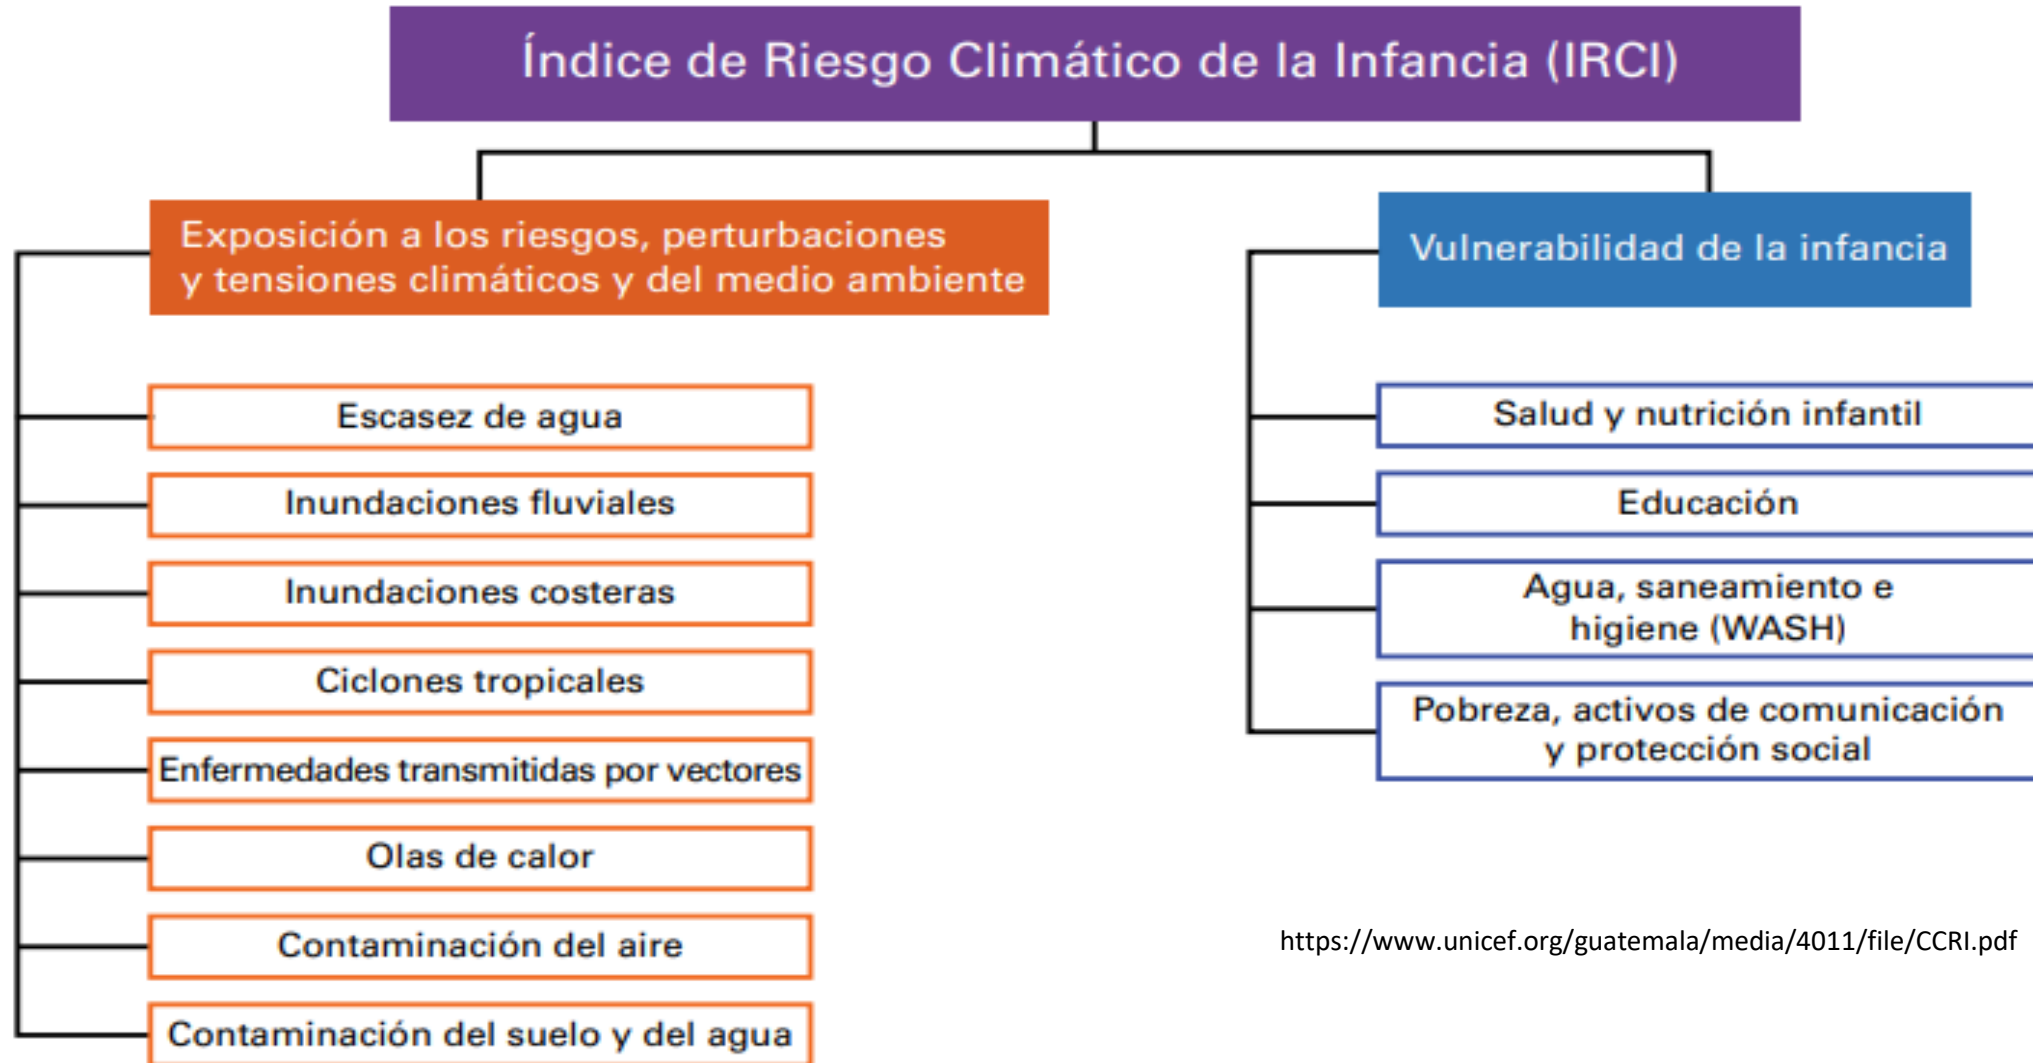 Índice de Riesgo Climático de la Infancia (IRCI)
Exposición a los riesgos, perturbaciones
y tensiones climáticos y del medio ambiente
Escasez de agua
Inundaciones fluviales
Inundaciones costeras
Ciclones tropicales
Enfermedades transmitidas por vectores
Olas de calor
Contaminación del aire
Contaminación del suelo y del agua
Vulnerabilidad de la infancia
Salud y nutrición infantil
Educación
Agua, saneamiento e
higiene (WASH)
Pobreza, activos de comunicación
y protección social
https://www.unicef.org/guatemala/media/4011/file/CCRI.pdf